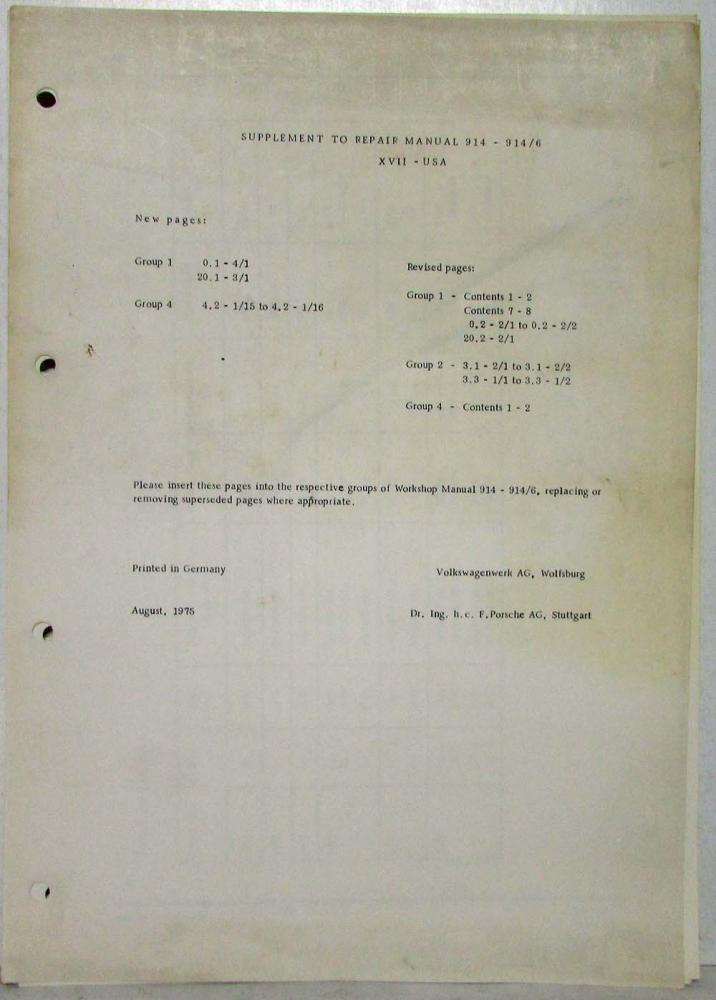 SUPPLEMENT TO REPAIR MANUAL 914 - 914/6
XVII - USA
New pages:
Group 1 0.1 - 4/1
20.1 - 3/1
Group 4 4.2 - 1/15 to 4.2 - 1/16
Revised pages:
Group 1 - Contents 1 - 2
Contents 7 - 8
0.2 - 2/1 to 0.2 - 2/2
20.2 - 2/1
Group 2 - 3.1 - 2/1 to 3.1 - 2/2
3.3 - 1/1 to 3.3 - 1/2
Group 4 - Contents 1 - 2
Please insert these pages into the respective groups of Workshop Manual 914 - 914/6, replacing or
removing superseded pages where appropriate.
Printed in Germany
Volkswagenwerk AG, Wolfsburg
August, 1975
Dr. Ing. h.c. F.Porsche AG, Stuttgart